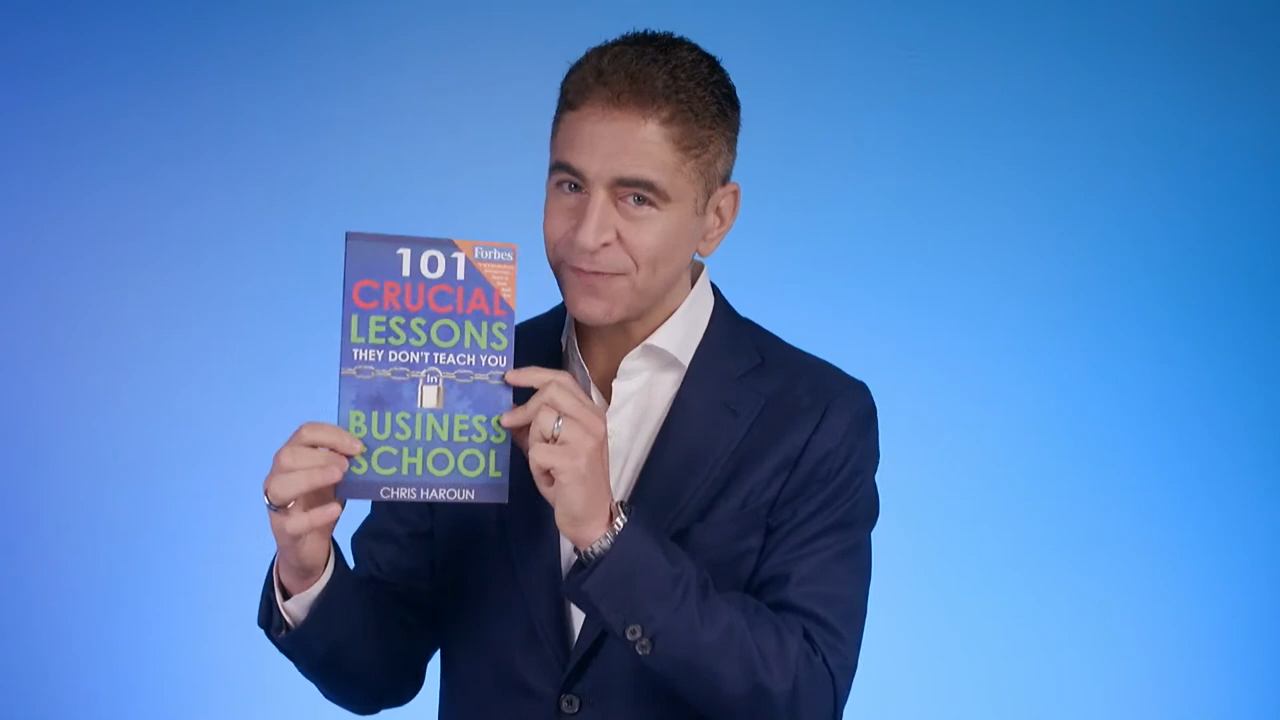 Forbes
101
CRUCIAL
LESSONS
THEY DON'T TEACH YOU
in
BUSINESS
SCHOOL
CHRIS HAROUN